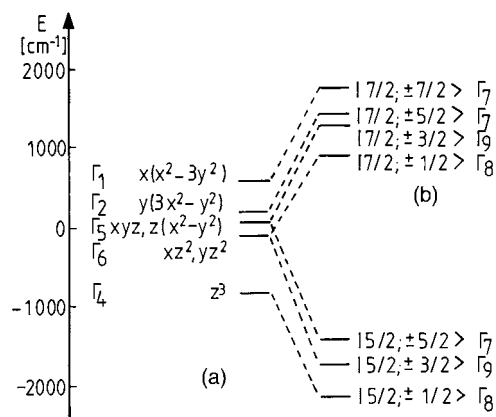 E
[cm⁻¹]
2000
1000
0
-1000
-2000
Γ₁ x(x²-3y²)
Γ₂ y(3x²-y²)
Γ₅ xyz, z(x²-y²)
Γ₆ xz², yz²
Γ₄ z³
(a)
|7/2; ±7/2> Γ₇
|7/2; ±5/2> Γ₇
|7/2; ±3/2> Γ₉
|7/2; ±1/2> Γ₈
(b)
|5/2; ±5/2> Γ₇
|5/2; ±3/2> Γ₉
|5/2; ±1/2> Γ₈